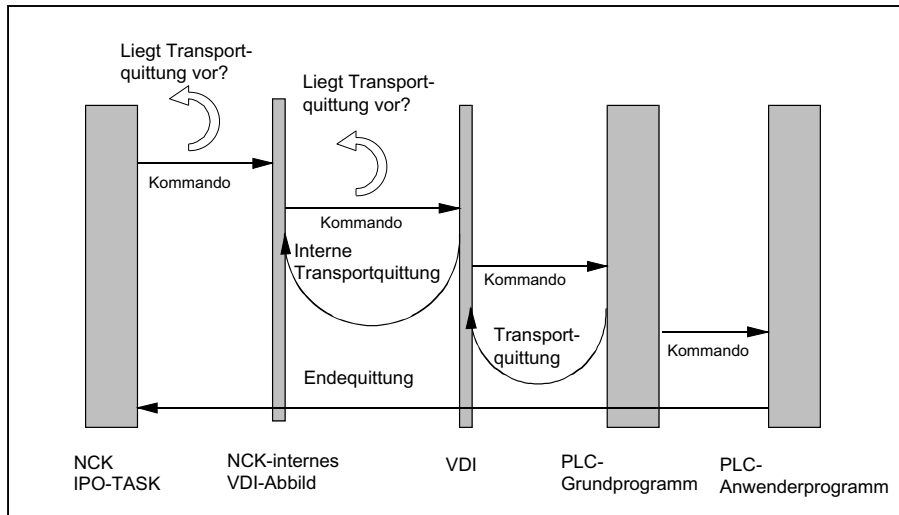 Liegt Transport-
quittung vor?
Liegt Transport-
quittung vor?
Kommando
Kommando
Interne
Transportquittung
Kommando
Transport-
quittung
Kommando
Endequittung
NCK
IPO-TASK
NCK-internes
VDI-Abbild
VDI
PLC-
Grundprogramm
PLC-
Anwenderprogramm